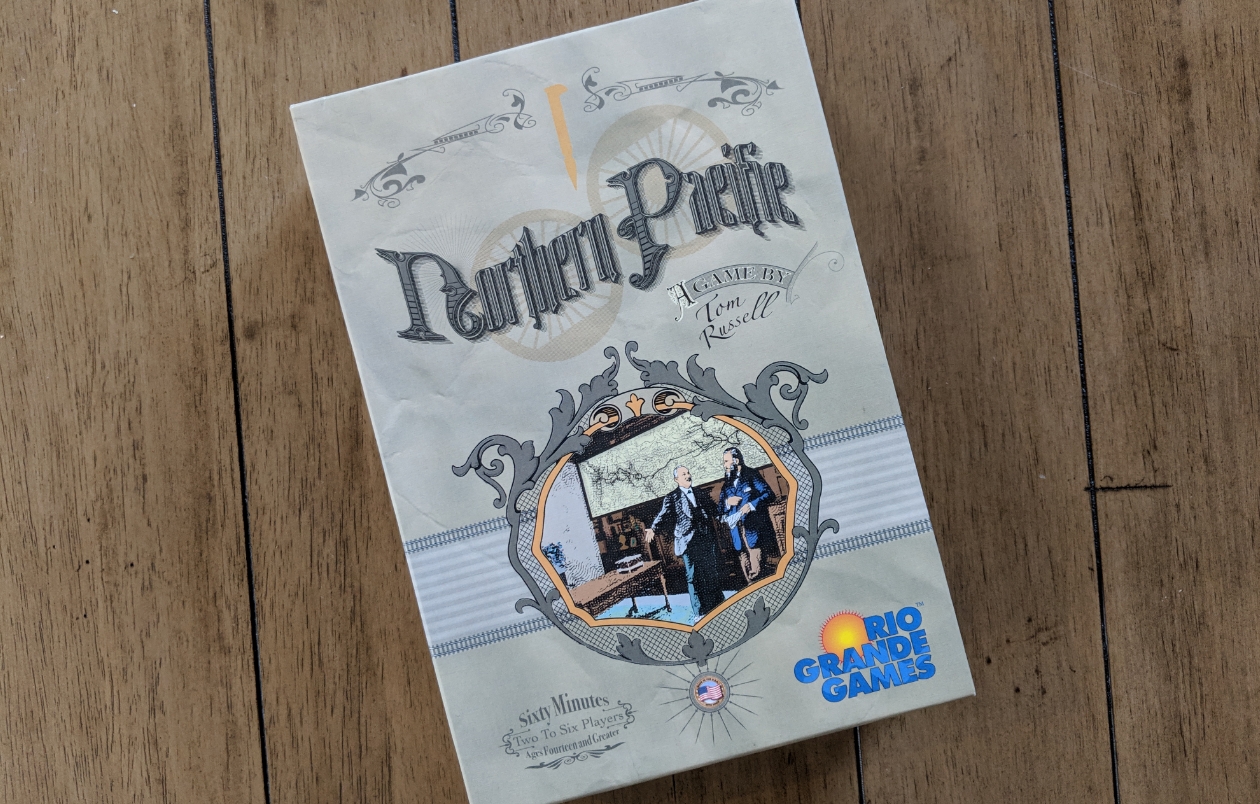 Northern Pacific
A GAME BY
Tom
Russell
RIO
GRANDE
GAMES
TM
Sixty Minutes
Two To Six Players
Ages Fourteen and Greater